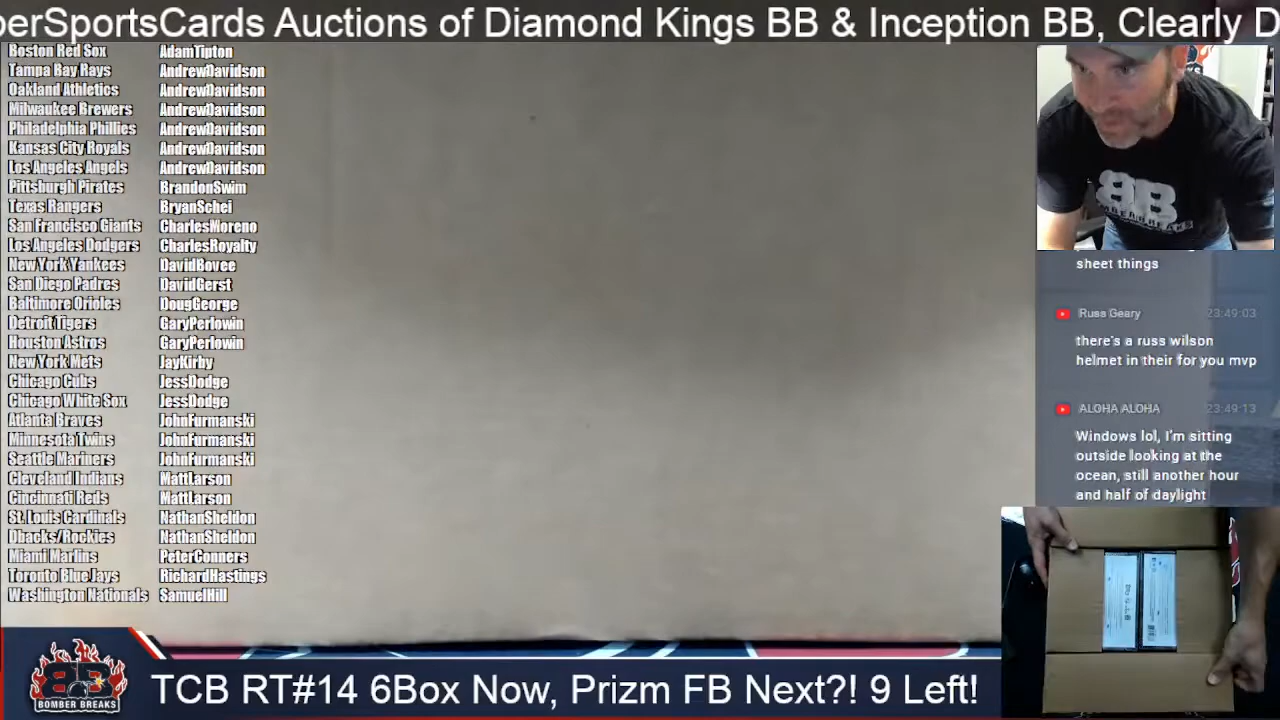 perSportsCards Auctions of Diamond Kings BB & Inception BB, Clearly D
Boston Red Sox AdamTipton
Tampa Ray Rays AndrewDavidson
Oakland Athletics AndrewDavidson
Milwaukee Brewers AndrewDavidson
Philadelphia Phillies AndrewDavidson
Kansas City Royals AndrewDavidson
Los Angeles Angels AndrewDavidson
Pittsburgh Pirates BrandonSwim
Texas Rangers BryanSchei
San Francisco Giants CharlesMoreno
Los Angeles Dodgers CharlesRoyalty
New York Yankees DavidBovee
San Diego Padres DavidGerst
Baltimore Orioles DougGeorge
Detroit Tigers GaryPerlowin
Houston Astros GaryPerlowin
New York Mets JayKirby
Chicago Cubs JessDodge
Chicago White Sox JessDodge
Atlanta Braves JohnFurmanski
Minnesota Twins JohnFurmanski
Seattle Mariners JohnFurmanski
Cleveland Indians MattLarson
Cincinnati Reds MattLarson
St. Louis Cardinals NathanSheldon
Dbacks/Rockies NathanSheldon
Miami Marlins PeterConners
Toronto Blue Jays RichardHastings
Washington Nationals SamuelHill
BB
BOMBER BREAKS
sheet things
Russ Geary 23:49:03
there's a russ wilson
helmet in their for you mvp
ALOHA ALOHA 23:49:13
Windows lol, I'm sitting
outside looking at the
ocean, still another hour
and half of daylight
BB
BOMBER BREAKS
TCB RT#14 6Box Now, Prizm FB Next?! 9 Left!